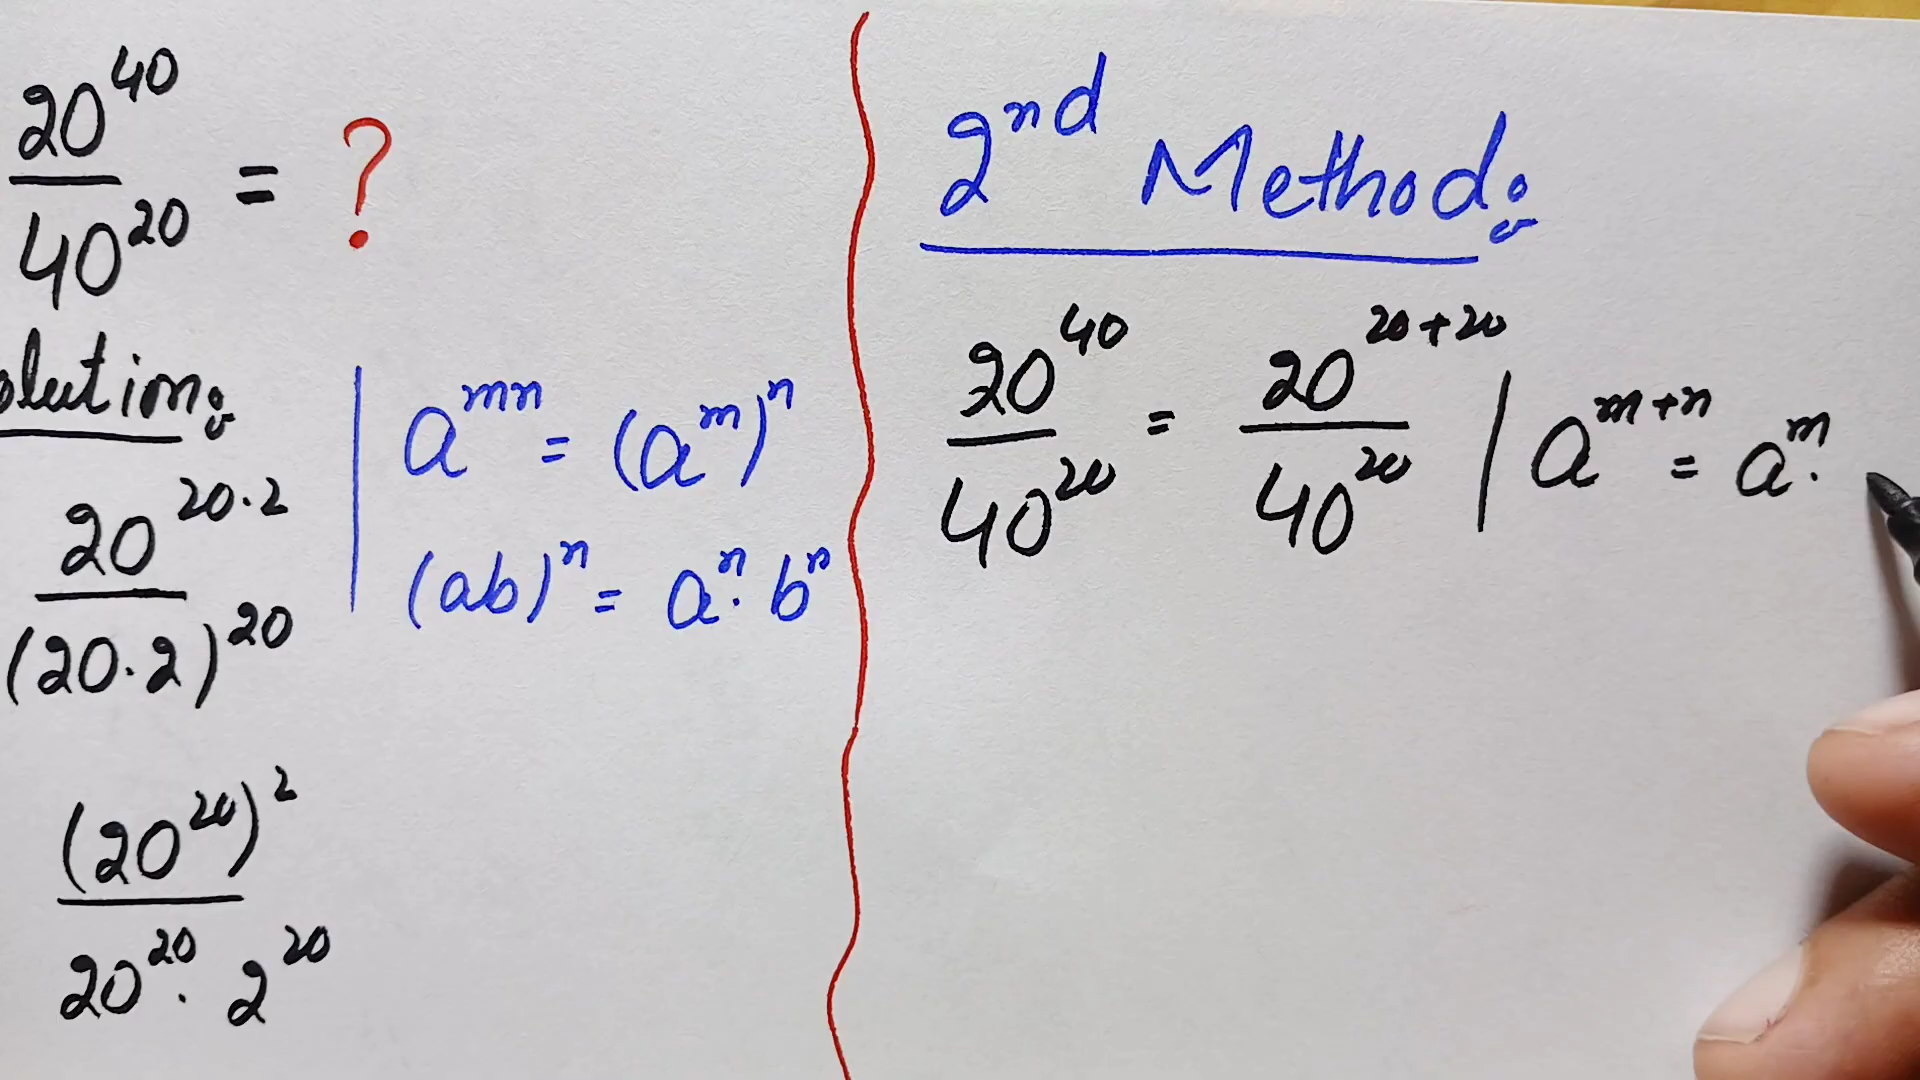 20^40 / 40^20 = ?
olution:
20^20·2 / (20·2)^20
a^mn = (a^m)^n
(ab)^n = a^n · b^n
(20^20)^2 / 20^20 · 2^20
2nd Method:
20^40 / 40^20 = 20^20+20 / 40^20 | a^m+n = a^m ·